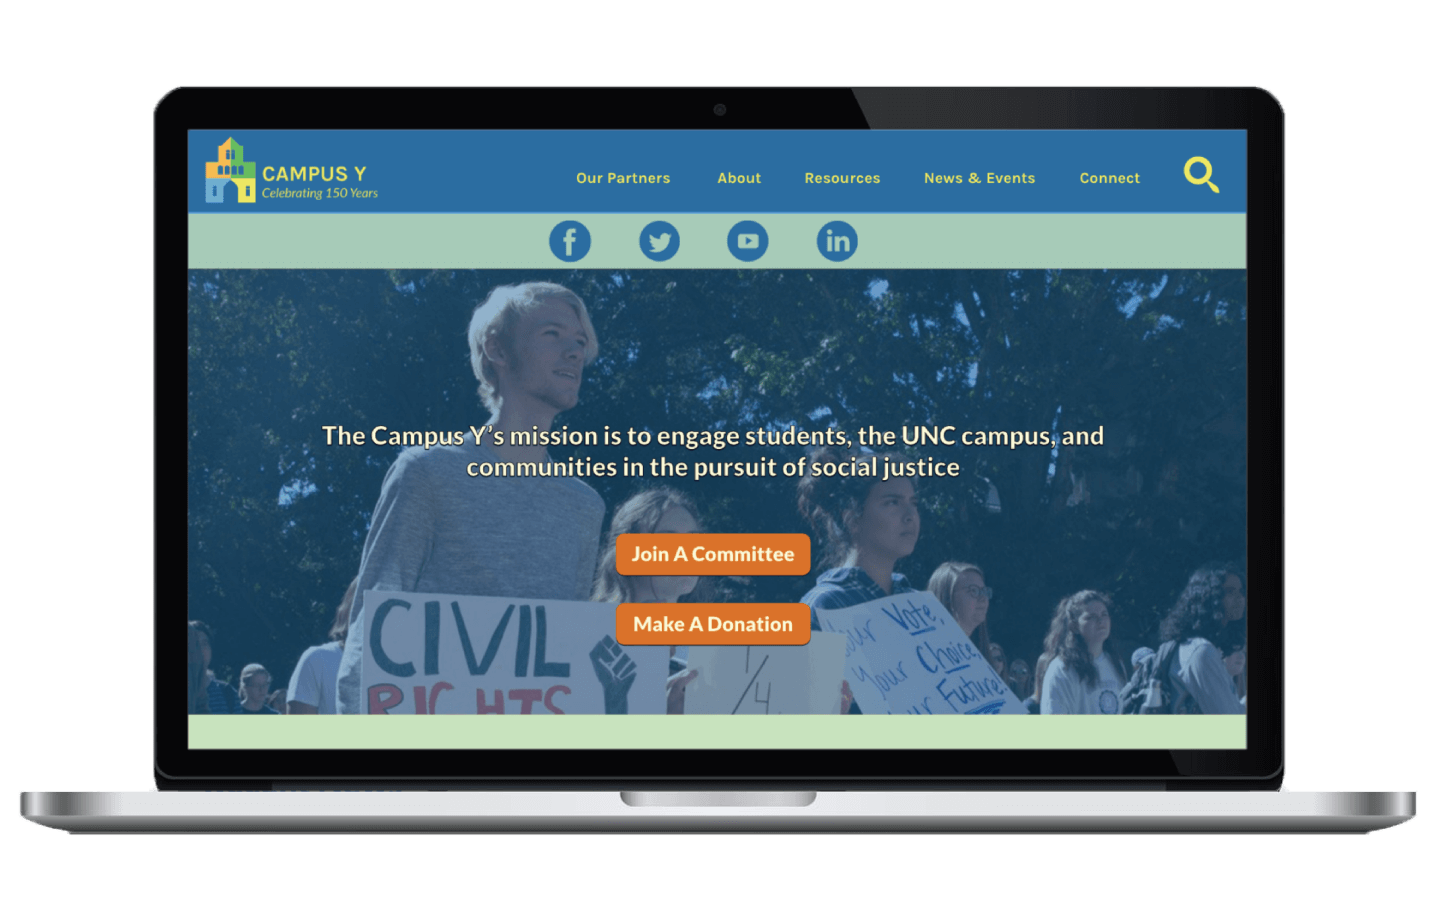 CAMPUS Y
Celebrating 150 Years
Our Partners
About
Resources
News & Events
Connect
The Campus Y's mission is to engage students, the UNC campus, and
communities in the pursuit of social justice
Join A Committee
Make A Donation
CIVIL
RIGHTS
1/4
Your Vote,
Your Choice,
Your Future!